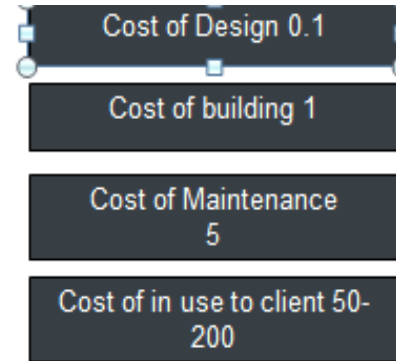 Cost of Design 0.1
Cost of building 1
Cost of Maintenance
5
Cost of in use to client 50-
200